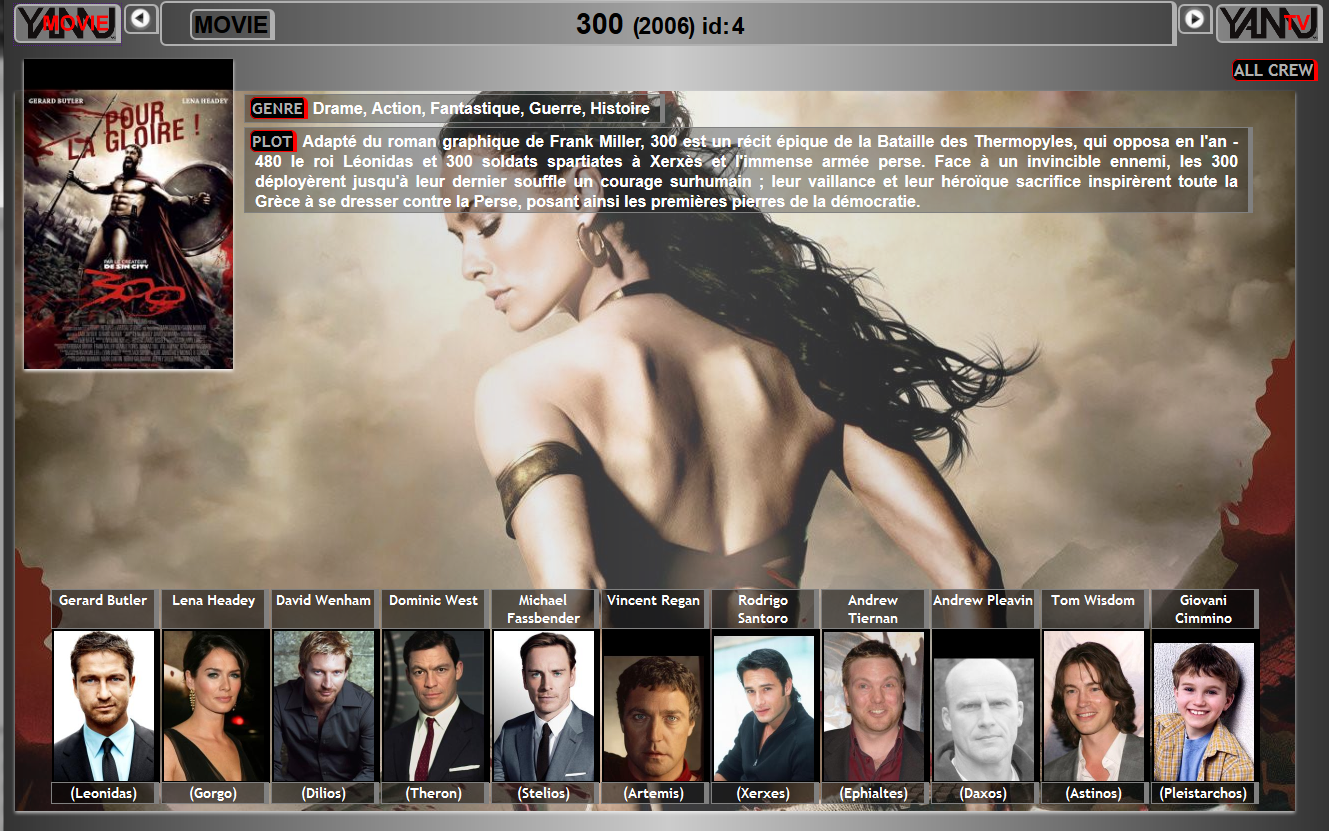 YANNJ MOVIE
MOVIE
300 (2006) id:4
YANNJ TV
ALL CREW
GERARD BUTLER LENA HEADEY
POUR
LA GLOIRE !
PAR LE CREATEUR
DE SIN CITY
300
GENRE Drame, Action, Fantastique, Guerre, Histoire
PLOT Adapté du roman graphique de Frank Miller, 300 est un récit épique de la Bataille des Thermopyles, qui opposa en l'an -
480 le roi Léonidas et 300 soldats spartiates à Xerxès et l'immense armée perse. Face à un invincible ennemi, les 300
déployèrent jusqu'à leur dernier souffle un courage surhumain ; leur vaillance et leur héroïque sacrifice inspirèrent toute la
Grèce à se dresser contre la Perse, posant ainsi les premières pierres de la démocratie.
Gerard Butler
(Leonidas)
Lena Headey
(Gorgo)
David Wenham
(Dilios)
Dominic West
(Theron)
Michael
Fassbender
(Stelios)
Vincent Regan
(Artemis)
Rodrigo
Santoro
(Xerxes)
Andrew
Tiernan
(Ephialtes)
Andrew Pleavin
(Daxos)
Tom Wisdom
(Astinos)
Giovani
Cimmino
(Pleistarchos)